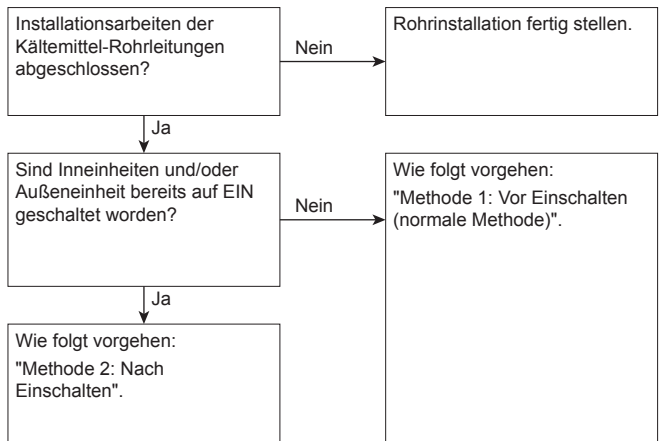 Installationsarbeiten der
Kältemittel-Rohrleitungen
abgeschlossen?
Nein
Rohrinstallation fertig stellen.
Ja
Sind Inneinheiten und/oder
Außeneinheit bereits auf EIN
geschaltet worden?
Nein
Wie folgt vorgehen:
"Methode 1: Vor Einschalten
(normale Methode)".
Ja
Wie folgt vorgehen:
"Methode 2: Nach
Einschalten".